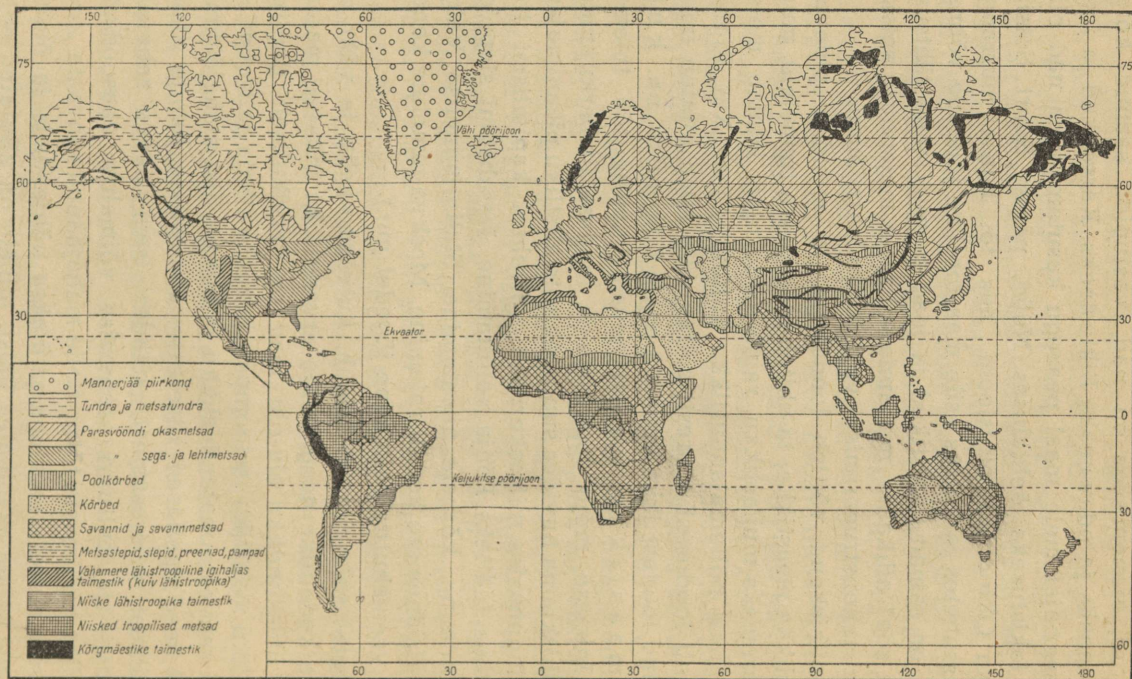 150 120 90 60 30 0 30 60 90 120 150 180
75 75
Vähi pöörijoon
60 60
30 30
Ekvaator
0 0
Kaljukitse pöörijoon
30 30
60 60
Mannerjää piirkond
Tundra ja metsatundra
Parasvööndi okasmetsad
" sega- ja lehtmetsad
Poolkõrbed
Kõrbed
Savannid ja savannmetsad
Metsastepid, stepid, preeriad, pampad
Vahemere lähistroopiline igihaljas
taimestik (kuiv lähistroopika)
Niiske lähistroopika taimestik
Niisked troopilised metsad
Kõrgmäestike taimestik
60 30 0 30 60 90 120 150 180